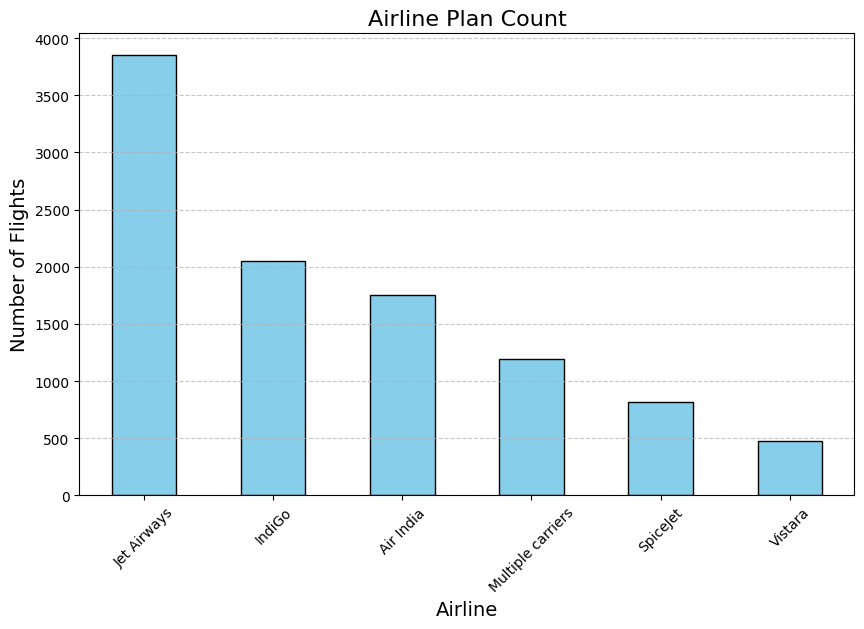 Airline Plan Count
Number of Flights
4000
3500
3000
2500
2000
1500
1000
500
0
Jet Airways
IndiGo
Air India
Multiple carriers
SpiceJet
Vistara
Airline